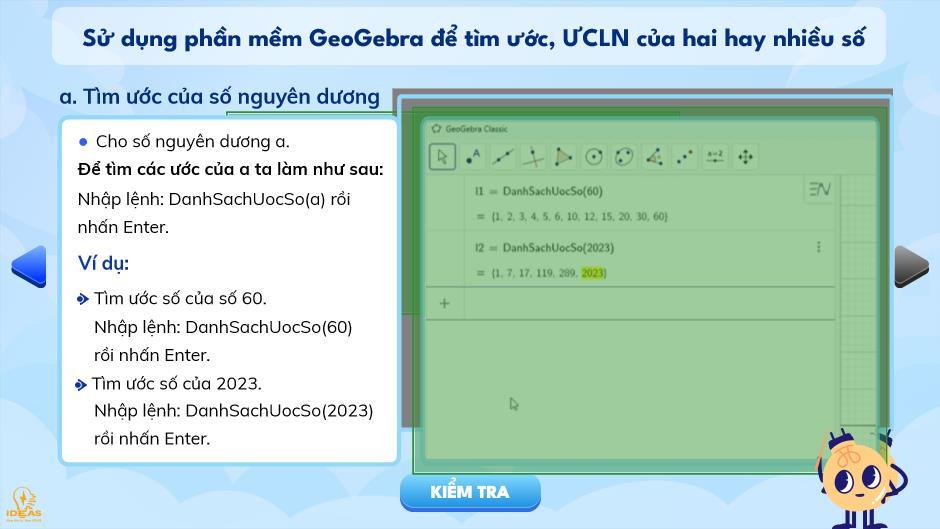 Sử dụng phần mềm GeoGebra để tìm ước, ƯCLN của hai hay nhiều số
a. Tìm ước của số nguyên dương
Cho số nguyên dương a.
Để tìm các ước của a ta làm như sau:
Nhập lệnh: DanhSachUocSo(a) rồi
nhấn Enter.
Ví dụ:
Tìm ước số của số 60.
Nhập lệnh: DanhSachUocSo(60)
rồi nhấn Enter.
Tìm ước số của 2023.
Nhập lệnh: DanhSachUocSo(2023)
rồi nhấn Enter.
GeoGebra Classic
A
a=2
l1 = DanhSachUocSo(60)
= {1, 2, 3, 4, 5, 6, 10, 12, 15, 20, 30, 60}
l2 = DanhSachUocSo(2023)
= {1, 7, 17, 119, 289, 2023}
+
KIỂM TRA
IDEAS